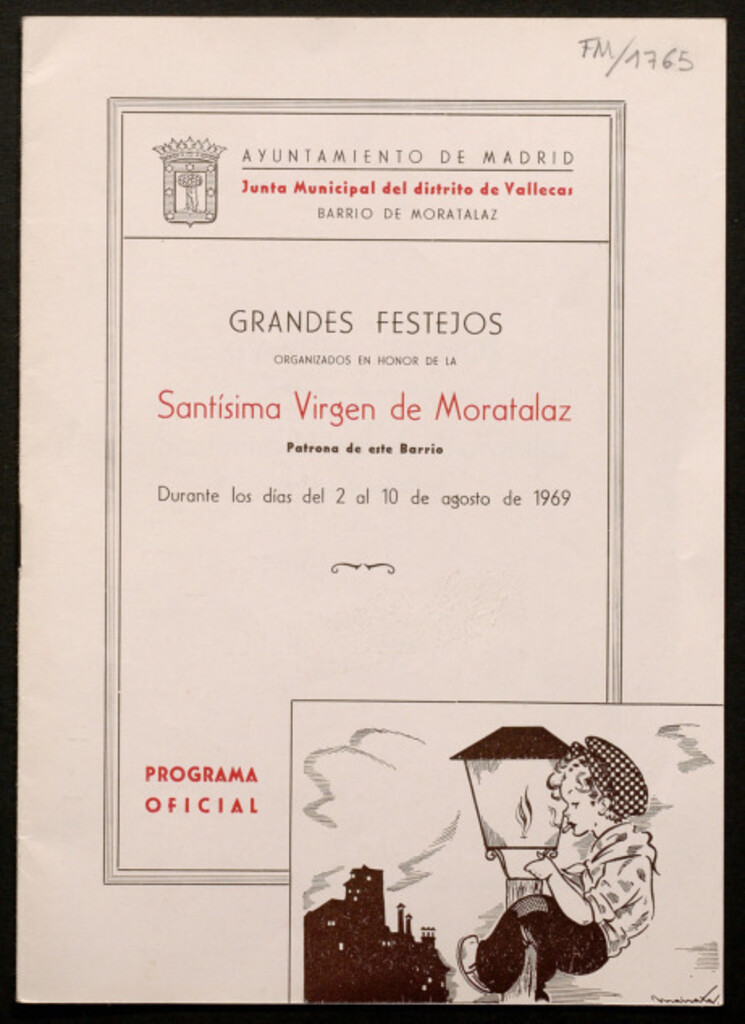 FM/1765
AYUNTAMIENTO DE MADRID
Junta Municipal del distrito de Vallecas
BARRIO DE MORATALAZ
GRANDES FESTEJOS
ORGANIZADOS EN HONOR DE LA
Santísima Virgen de Moratalaz
Patrona de este Barrio
Durante los días del 2 al 10 de agosto de 1969
PROGRAMA
OFICIAL